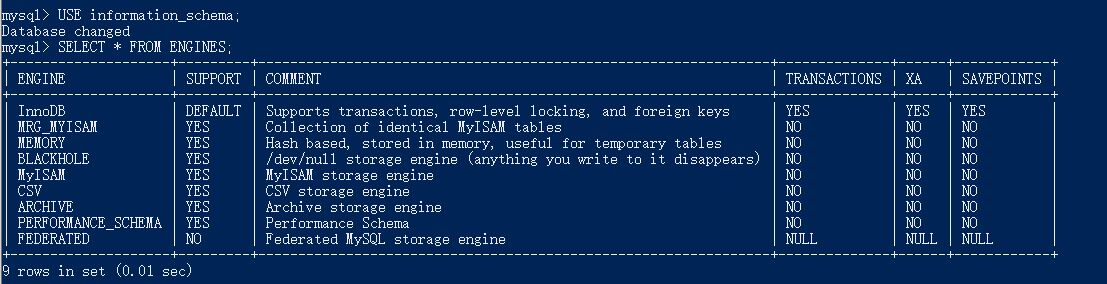 mysql> USE information_schema;
Database changed
mysql> SELECT * FROM ENGINES;
+--------------------+---------+----------------------------------------------------------------+--------------+------+------------+
| ENGINE             | SUPPORT | COMMENT                                                        | TRANSACTIONS | XA   | SAVEPOINTS |
+--------------------+---------+----------------------------------------------------------------+--------------+------+------------+
| InnoDB             | DEFAULT | Supports transactions, row-level locking, and foreign keys     | YES          | YES  | YES        |
| MRG_MYISAM         | YES     | Collection of identical MyISAM tables                          | NO           | NO   | NO         |
| MEMORY             | YES     | Hash based, stored in memory, useful for temporary tables      | NO           | NO   | NO         |
| BLACKHOLE          | YES     | /dev/null storage engine (anything you write to it disappears) | NO           | NO   | NO         |
| MyISAM             | YES     | MyISAM storage engine                                          | NO           | NO   | NO         |
| CSV                | YES     | CSV storage engine                                             | NO           | NO   | NO         |
| ARCHIVE            | YES     | Archive storage engine                                         | NO           | NO   | NO         |
| PERFORMANCE_SCHEMA | YES     | Performance Schema                                             | NO           | NO   | NO         |
| FEDERATED          | NO      | Federated MySQL storage engine                                 | NULL         | NULL | NULL       |
+--------------------+---------+----------------------------------------------------------------+--------------+------+------------+
9 rows in set (0.01 sec)